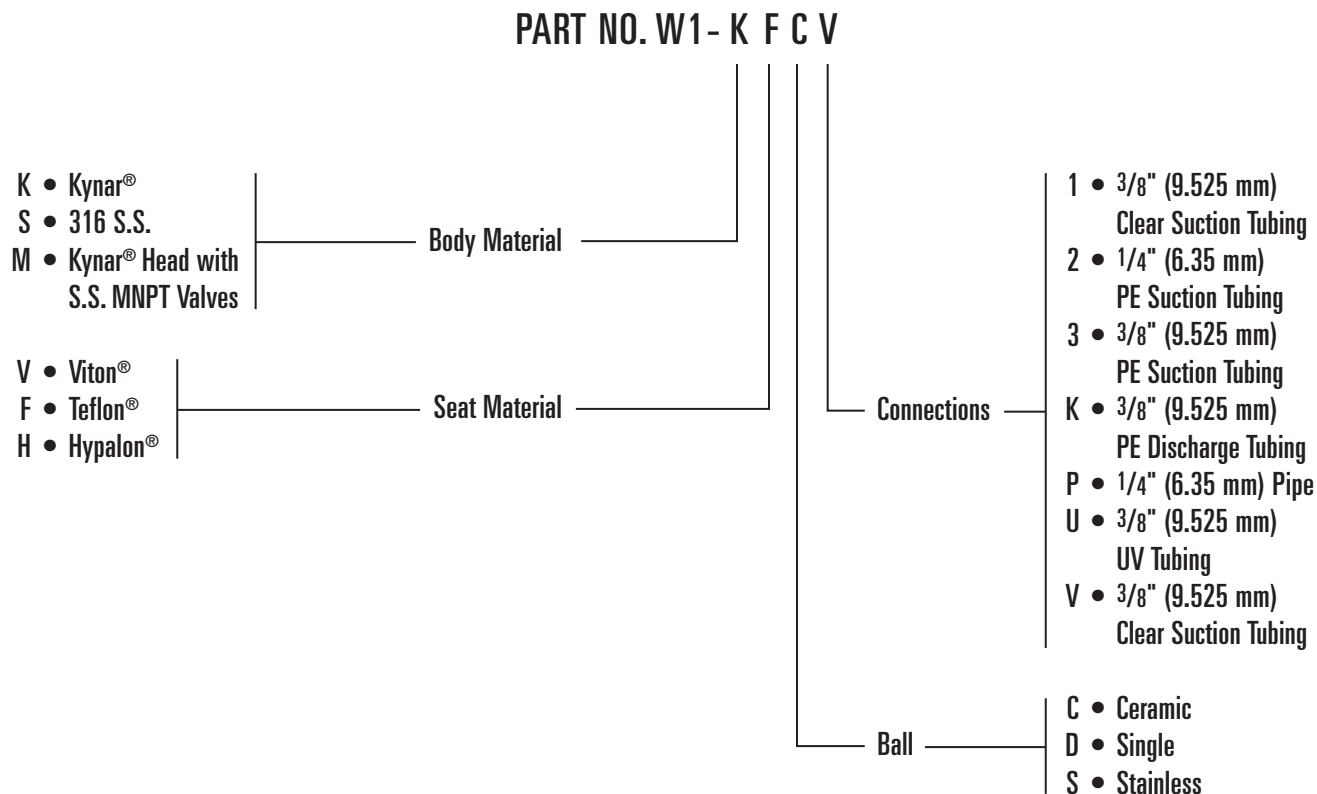 PART NO. W1- K F C V
K • Kynar®
S • 316 S.S.
M • Kynar® Head with
S.S. MNPT Valves
Body Material
V • Viton®
F • Teflon®
H • Hypalon®
Seat Material
Connections
1 • 3/8" (9.525 mm)
Clear Suction Tubing
2 • 1/4" (6.35 mm)
PE Suction Tubing
3 • 3/8" (9.525 mm)
PE Suction Tubing
K • 3/8" (9.525 mm)
PE Discharge Tubing
P • 1/4" (6.35 mm) Pipe
U • 3/8" (9.525 mm)
UV Tubing
V • 3/8" (9.525 mm)
Clear Suction Tubing
Ball
C • Ceramic
D • Single
S • Stainless